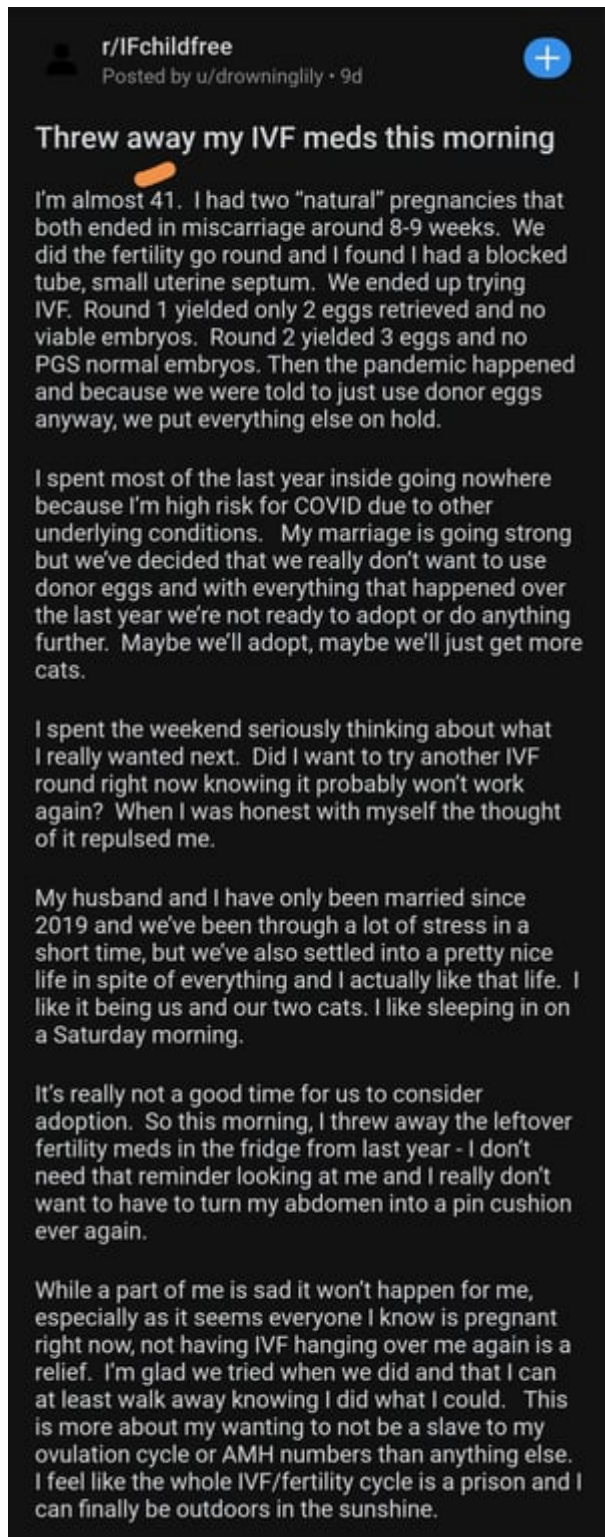 r/IFchildfree
Posted by u/drowninglily • 9d
Threw away my IVF meds this morning
I'm almost 41. I had two “natural” pregnancies that
both ended in miscarriage around 8-9 weeks. We
did the fertility go round and I found I had a blocked
tube, small uterine septum. We ended up trying
IVF. Round 1 yielded only 2 eggs retrieved and no
viable embryos. Round 2 yielded 3 eggs and no
PGS normal embryos. Then the pandemic happened
and because we were told to just use donor eggs
anyway, we put everything else on hold.
I spent most of the last year inside going nowhere
because I'm high risk for COVID due to other
underlying conditions. My marriage is going strong
but we've decided that we really don't want to use
donor eggs and with everything that happened over
the last year we're not ready to adopt or do anything
further. Maybe we'll adopt, maybe we'll just get more
cats.
I spent the weekend seriously thinking about what
I really wanted next. Did I want to try another IVF
round right now knowing it probably won't work
again? When I was honest with myself the thought
of it repulsed me.
My husband and I have only been married since
2019 and we've been through a lot of stress in a
short time, but we've also settled into a pretty nice
life in spite of everything and I actually like that life. I
like it being us and our two cats. I like sleeping in on
a Saturday morning.
It's really not a good time for us to consider
adoption. So this morning, I threw away the leftover
fertility meds in the fridge from last year - I don't
need that reminder looking at me and I really don't
want to have to turn my abdomen into a pin cushion
ever again.
While a part of me is sad it won't happen for me,
especially as it seems everyone I know is pregnant
right now, not having IVF hanging over me again is a
relief. I'm glad we tried when we did and that I can
at least walk away knowing I did what I could. This
is more about my wanting to not be a slave to my
ovulation cycle or AMH numbers than anything else.
I feel like the whole IVF/fertility cycle is a prison and I
can finally be outdoors in the sunshine.